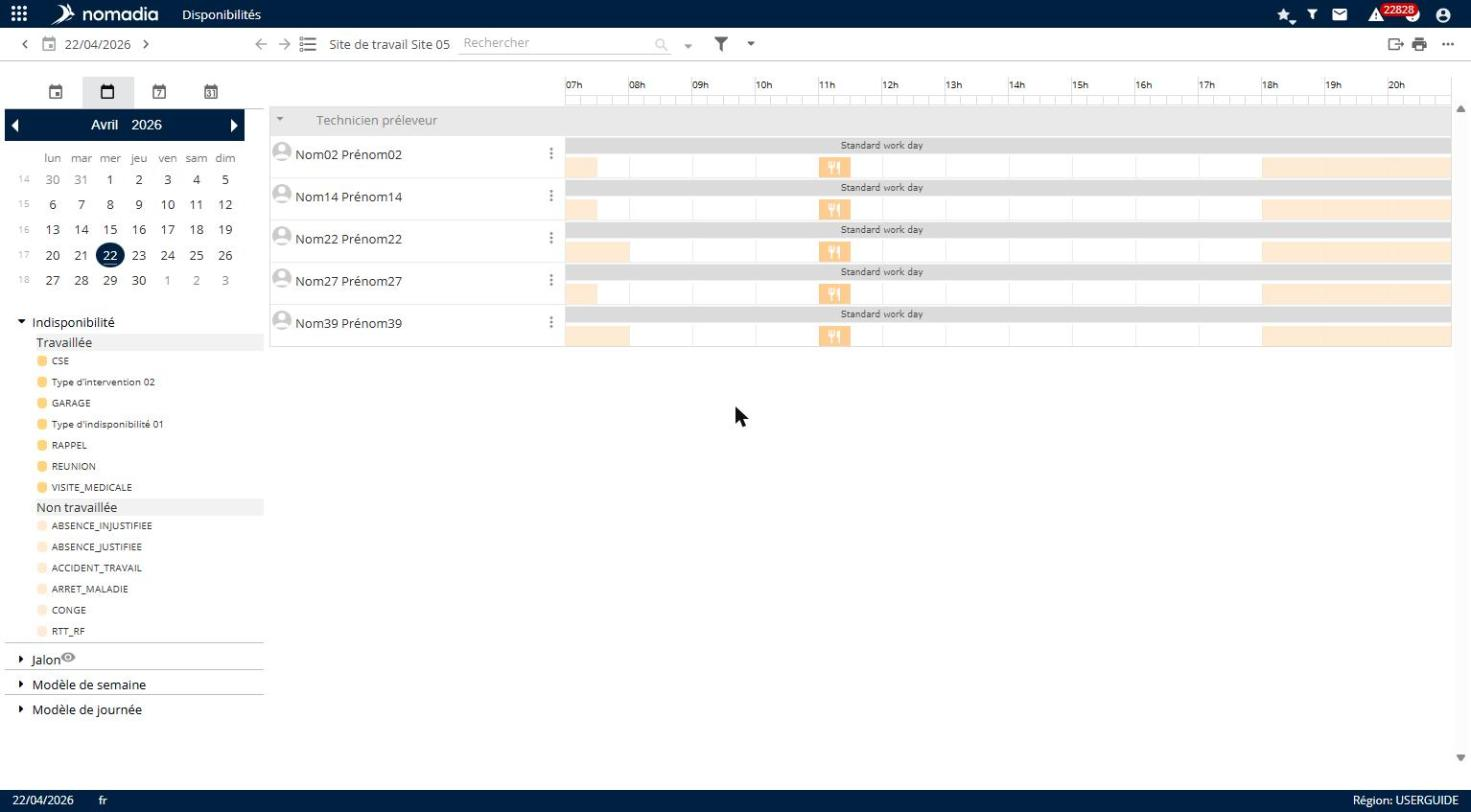 nomadia Disponibilités 22828
22/04/2026 Site de travail Site 05 Rechercher
7 31
07h 08h 09h 10h 11h 12h 13h 14h 15h 16h 17h 18h 19h 20h
Avril 2026
lun mar mer jeu ven sam dim
14 30 31 1 2 3 4 5
15 6 7 8 9 10 11 12
16 13 14 15 16 17 18 19
17 20 21 22 23 24 25 26
18 27 28 29 30 1 2 3
Technicien préleveur
Nom02 Prénom02 Standard work day
Nom14 Prénom14 Standard work day
Nom22 Prénom22 Standard work day
Nom27 Prénom27 Standard work day
Nom39 Prénom39 Standard work day
Indisponibilité
Travaillée
CSE
Type d'intervention 02
GARAGE
Type d'indisponibilité 01
RAPPEL
REUNION
VISITE_MEDICALE
Non travaillée
ABSENCE_INJUSTIFIEE
ABSENCE_JUSTIFIEE
ACCIDENT_TRAVAIL
ARRET_MALADIE
CONGE
RTT_RF
Jalon
Modèle de semaine
Modèle de journée
22/04/2026 fr Région: USERGUIDE